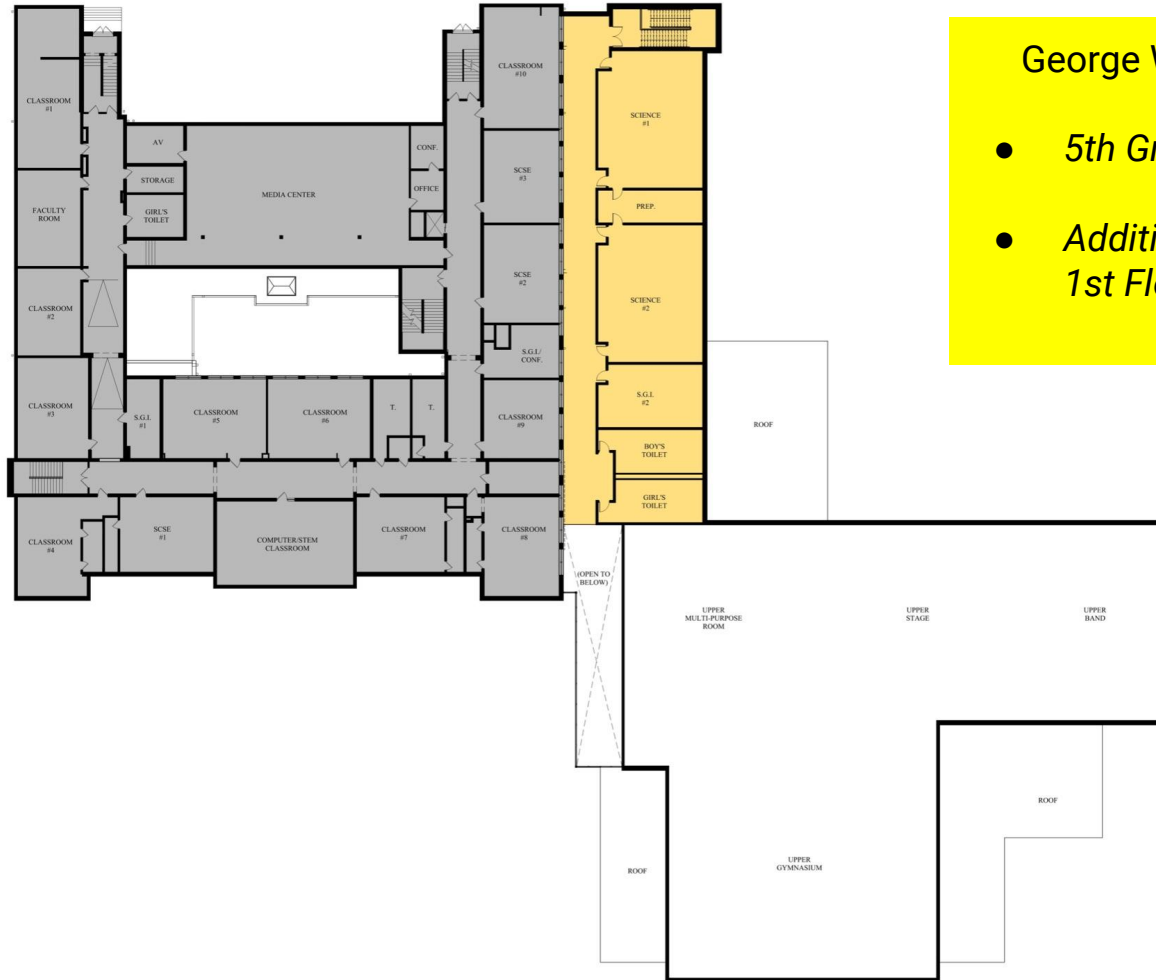 CLASSROOM
#1
FACULTY
ROOM
CLASSROOM
#2
CLASSROOM
#3
AV
STORAGE
GIRL'S
TOILET
MEDIA CENTER
CONF.
OFFICE
CLASSROOM
#10
SCSE
#3
SCSE
#2
S.G.I./
CONF.
CLASSROOM
#9
S.G.I.
#1
CLASSROOM
#5
CLASSROOM
#6
T.
T.
CLASSROOM
#4
SCSE
#1
COMPUTER/STEM
CLASSROOM
CLASSROOM
#7
CLASSROOM
#8
SCIENCE
#1
PREP.
SCIENCE
#2
S.G.I.
#2
BOY'S
TOILET
GIRL'S
TOILET
ROOF
(OPEN TO
BELOW)
UPPER
MULTI-PURPOSE
ROOM
UPPER
STAGE
UPPER
BAND
ROOF
UPPER
GYMNASIUM
ROOF
George
• 5th
•
1st